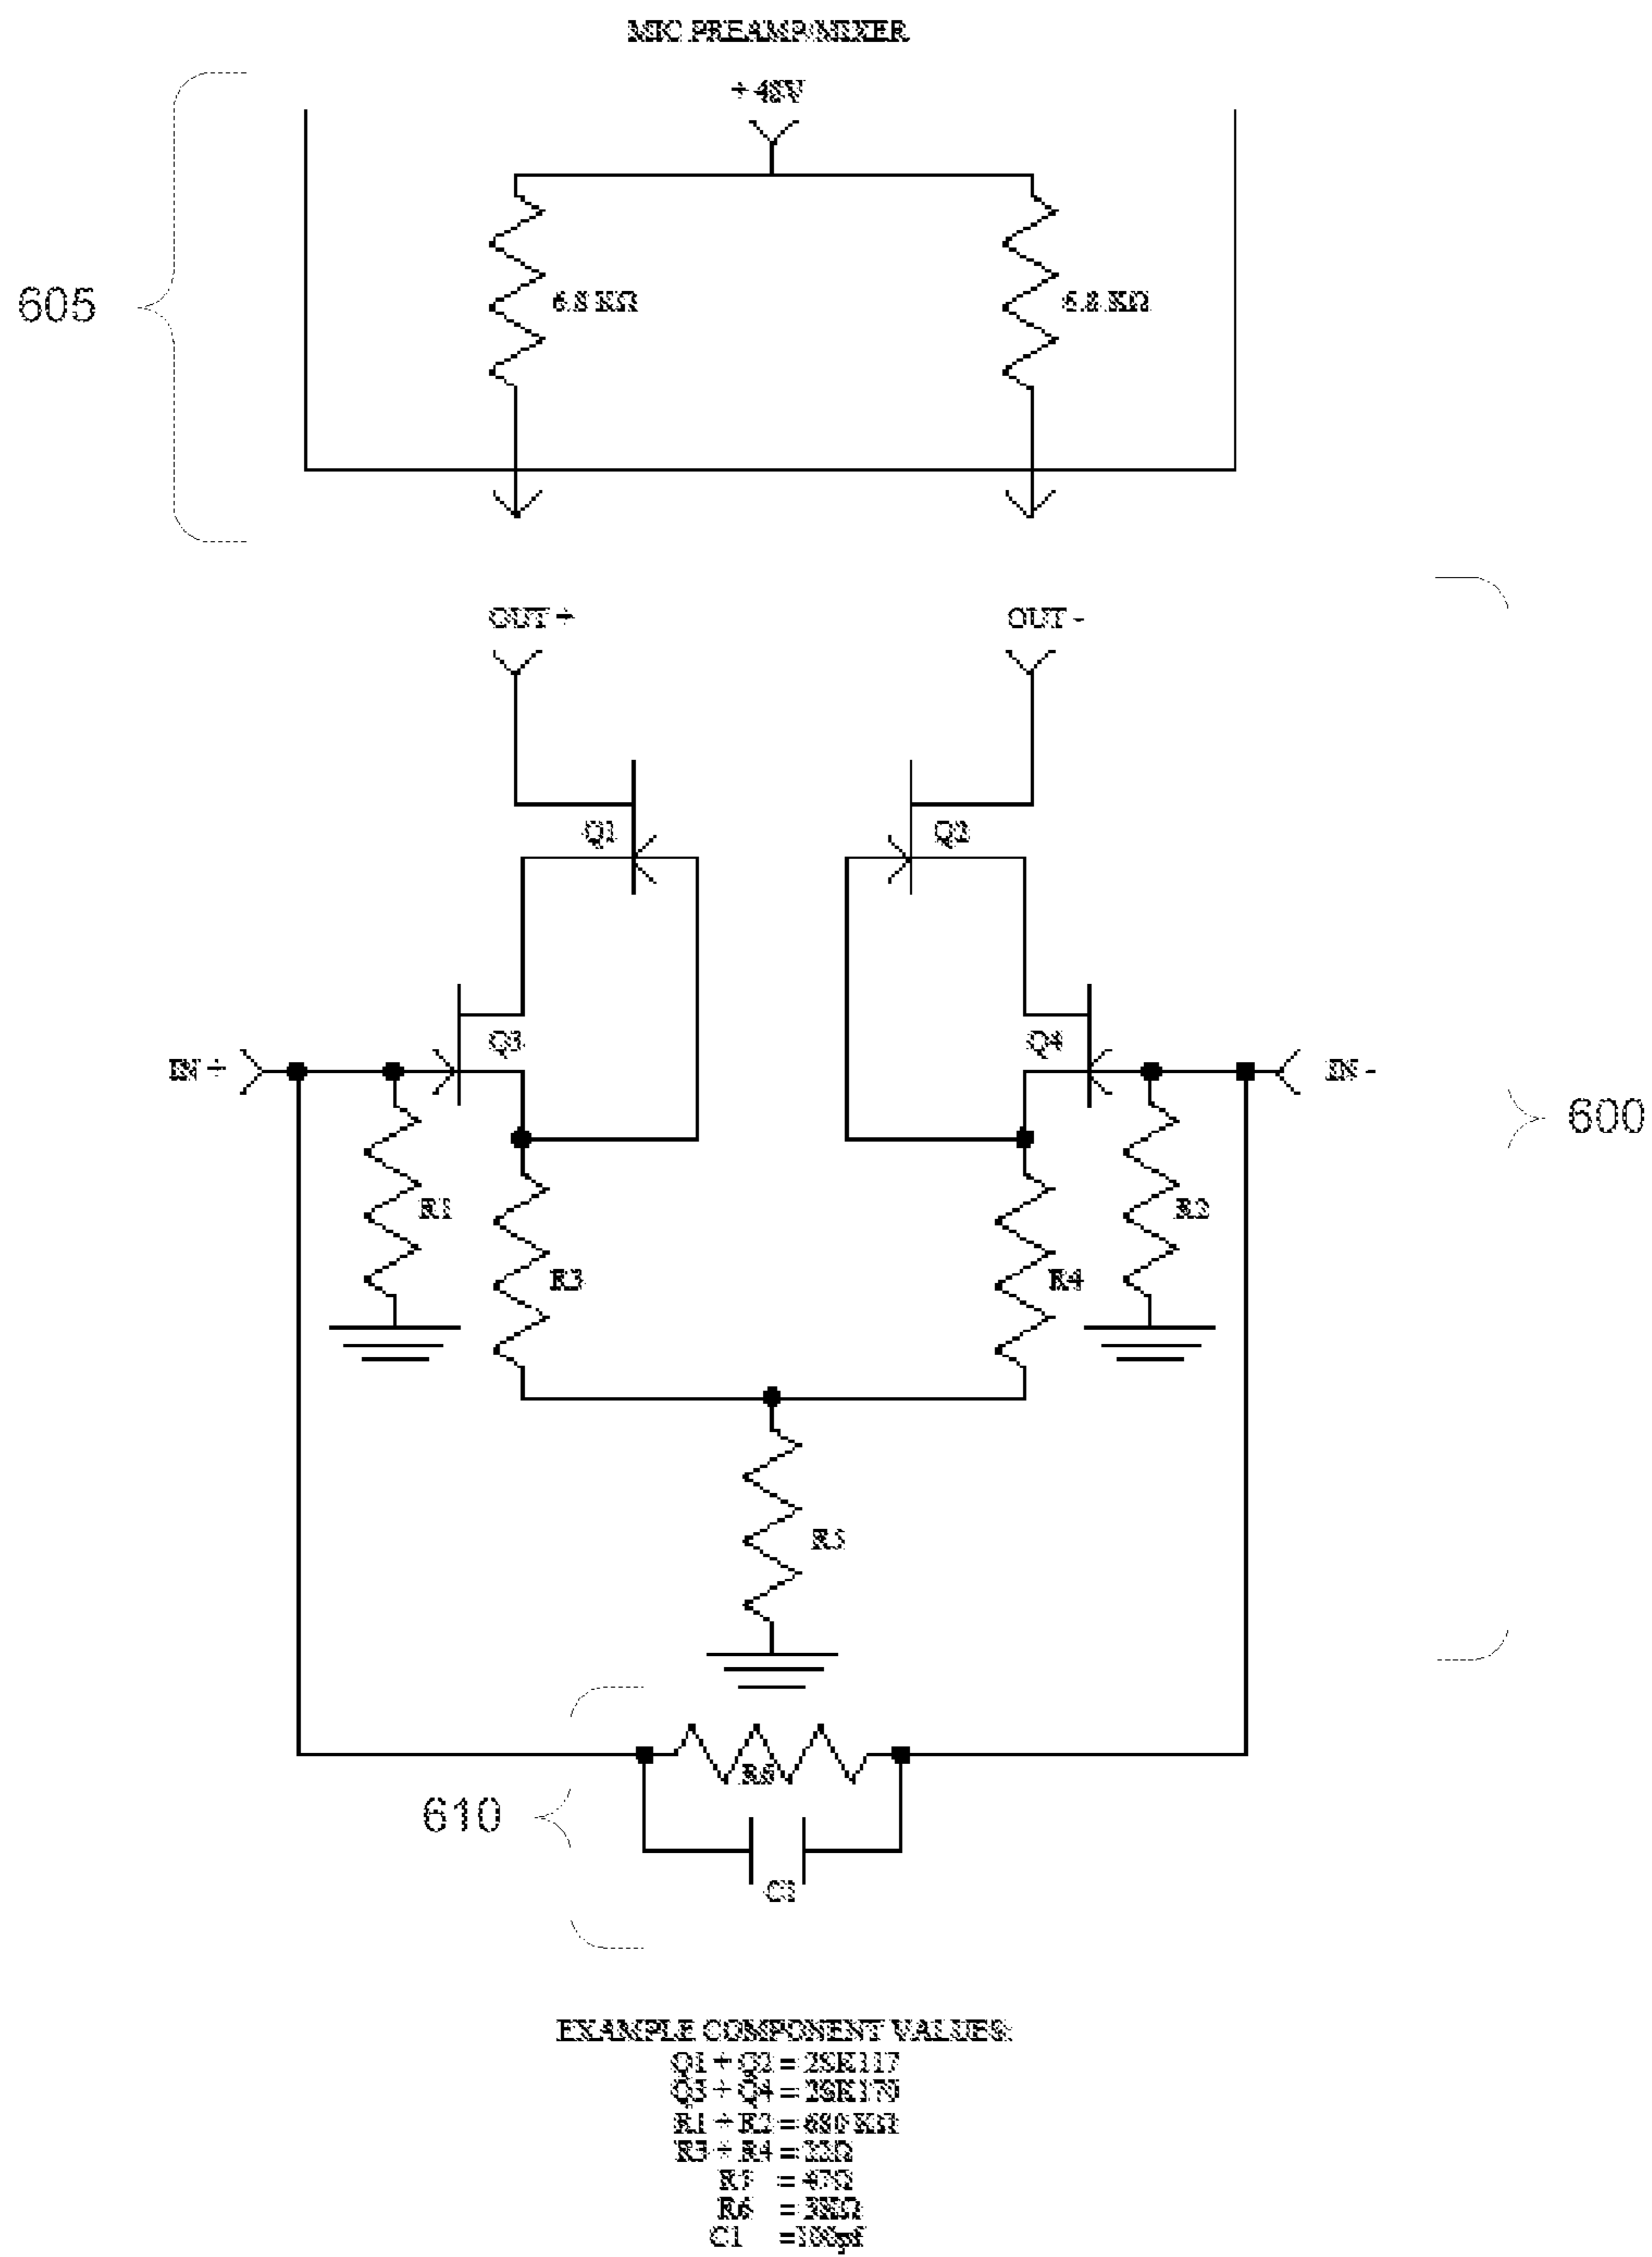 MIC PREAMP/MIXER
+ 48V
605
6.8 KΩ
6.8 KΩ
OUT +
OUT -
Q1
Q2
Q3
Q4
IN +
IN -
600
R1
R2
R3
R4
R5
R6
610
C1
EXAMPLE COMPONENT VALUES:
Q1 + Q2 = 2SK117
Q3 + Q4 = 2SK170
R1 + R2 = 680 KΩ
R3 + R4 = 22Ω
R5 = 47Ω
R6 = 3KΩ
C1 =100pf